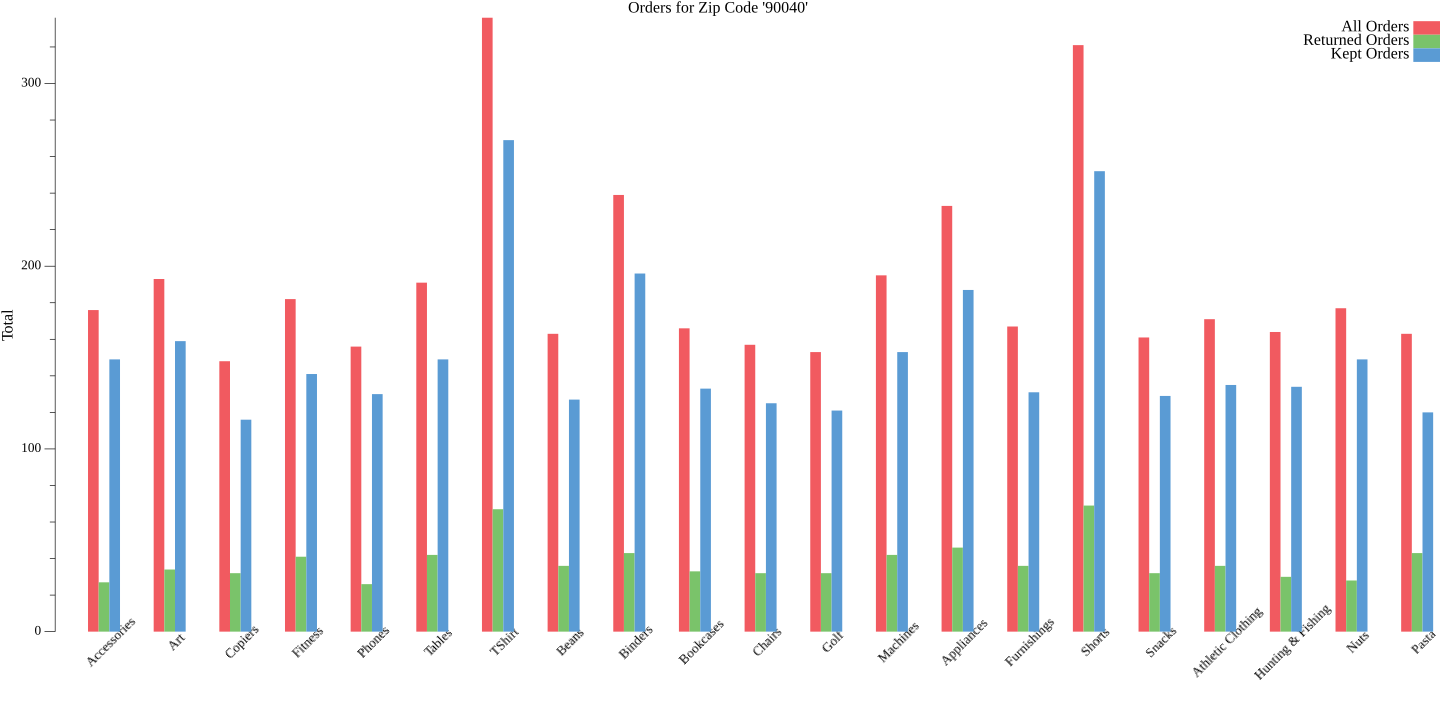 Orders for Zip Code '90040'
All Orders
Returned Orders
Kept Orders
Total
300
200
100
0
Accessories
Art
Copiers
Fitness
Phones
Tables
TShirt
Beans
Binders
Bookcases
Chairs
Golf
Machines
Appliances
Furnishings
Shorts
Snacks
Athletic Clothing
Hunting & Fishing
Nuts
Pasta